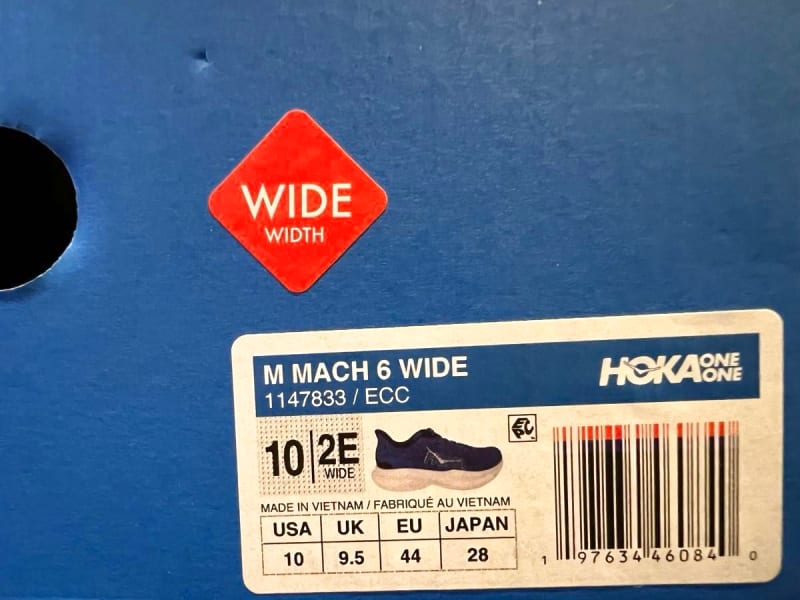 WIDE
WIDTH
M MACH 6 WIDE
1147833 / ECC
HOKA ONE ONE
10 2E
WIDE
MADE IN VIETNAM / FABRIQUÉ AU VIETNAM
USA UK EU JAPAN
10 9.5 44 28
1 97634 46084 0